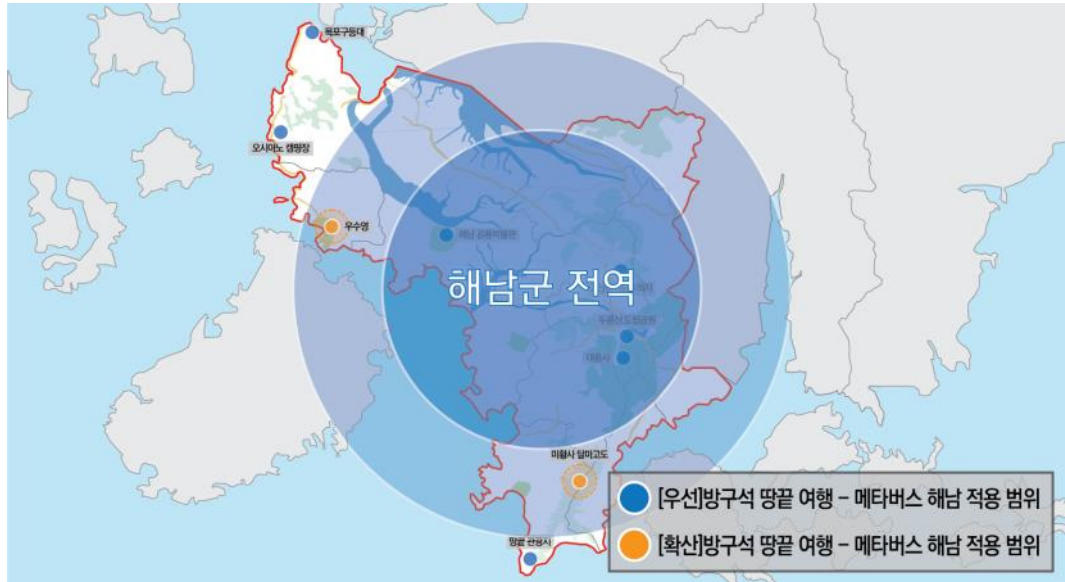 목포구등대
오시아노 캠핑장
우수영
해남 공룡박물관
해남군 전역
두륜산 도립공원
대흥사
미황사 달마고도
땅끝 관광지
[우선]방구석 땅끝 여행 – 메타버스 해남 적용 범위
[확산]방구석 땅끝 여행 – 메타버스 해남 적용 범위